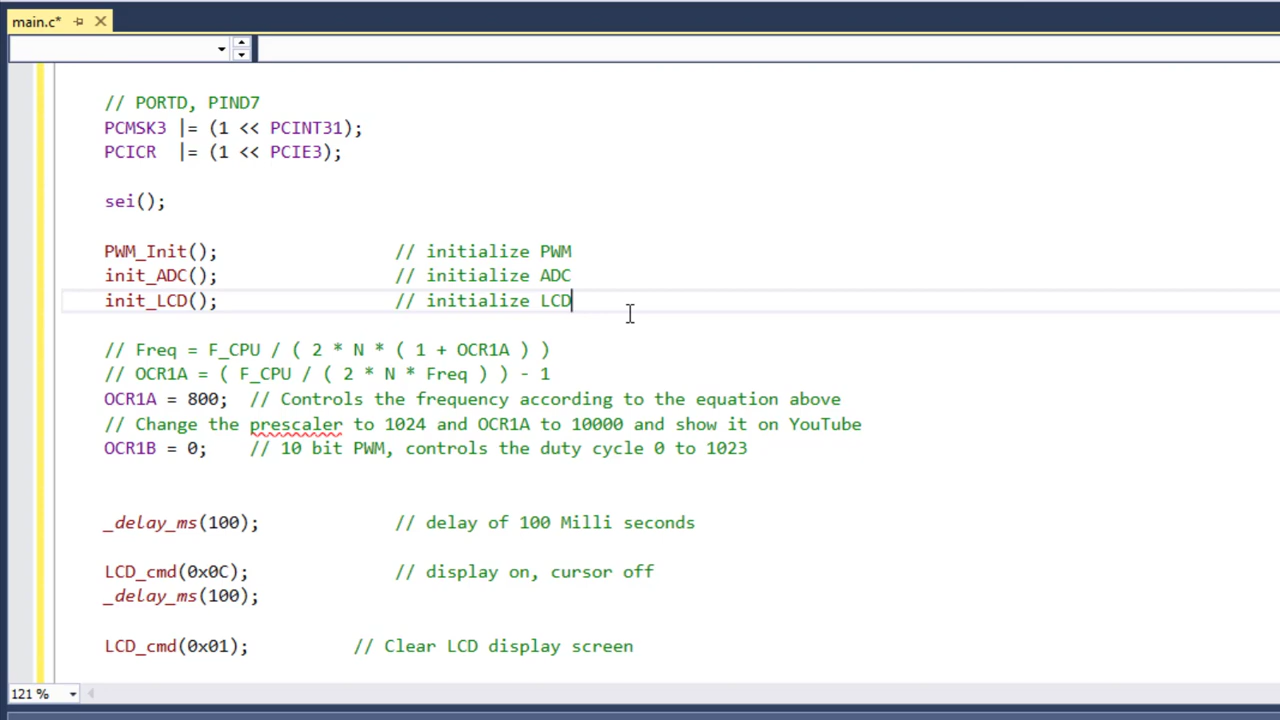 main.c*
// PORTD, PIND7
PCMSK3 |= (1 << PCINT31);
PCICR  |= (1 << PCIE3);
sei();
PWM_Init();                 // initialize PWM
init_ADC();                 // initialize ADC
init_LCD();                 // initialize LCD
// Freq = F_CPU / ( 2 * N * ( 1 + OCR1A ) )
// OCR1A = ( F_CPU / ( 2 * N * Freq ) ) - 1
OCR1A = 800;  // Controls the frequency according to the equation above
// Change the prescaler to 1024 and OCR1A to 10000 and show it on YouTube
OCR1B = 0;    // 10 bit PWM, controls the duty cycle 0 to 1023
_delay_ms(100);             // delay of 100 Milli seconds
LCD_cmd(0x0C);              // display on, cursor off
_delay_ms(100);
LCD_cmd(0x01);          // Clear LCD display screen
121 %